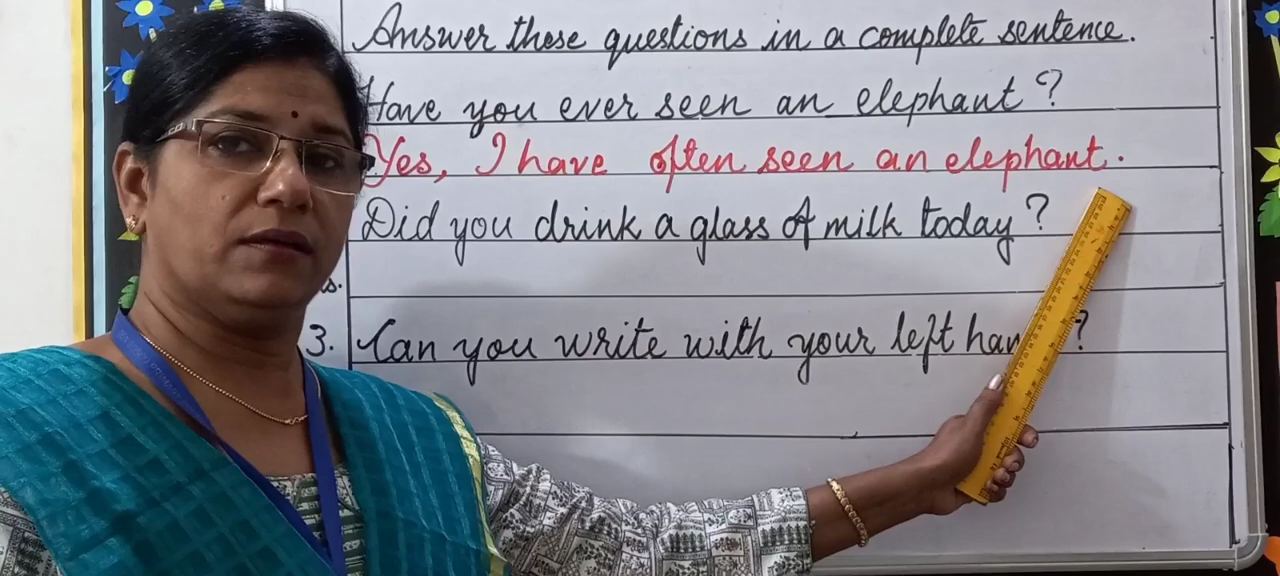 Answer these questions in a complete sentence.
Have you ever seen an elephant?
Yes, I have often seen an elephant.
Did you drink a glass of milk today?
s.
3. Can you write with your left han ?